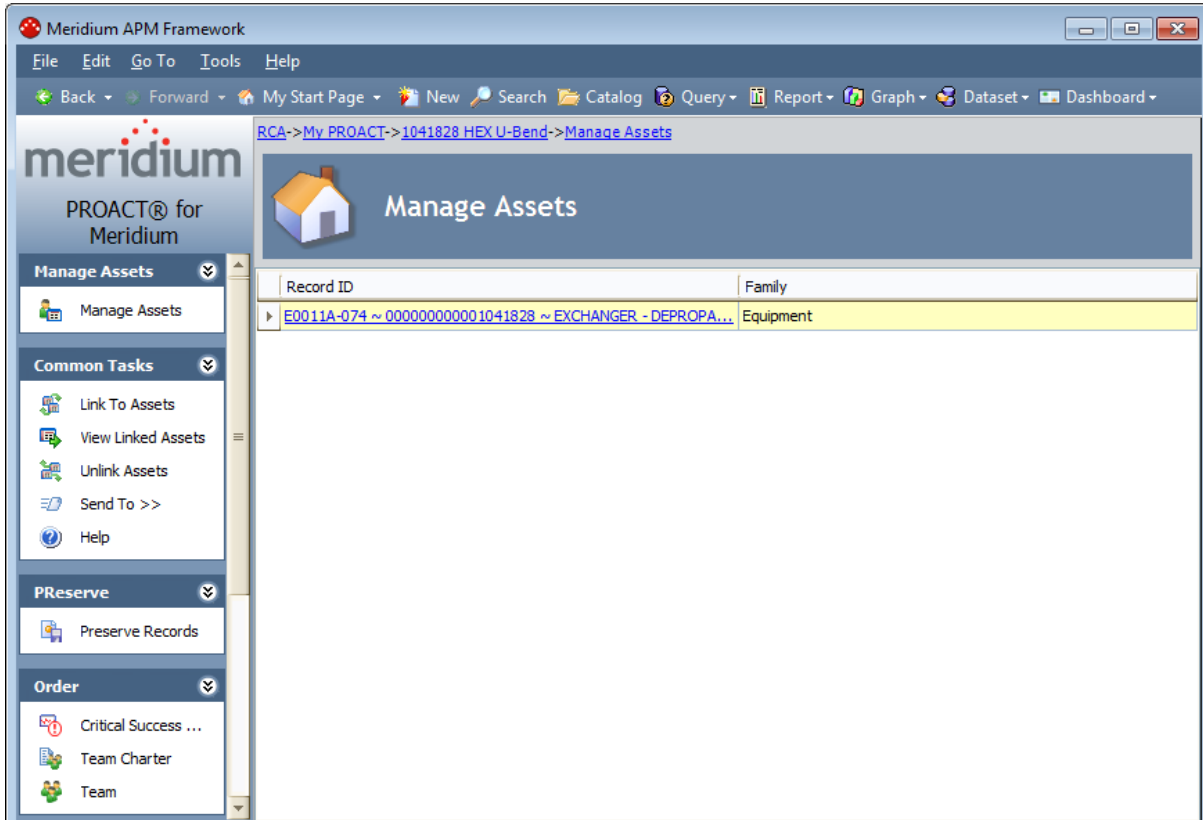 Meridium APM Framework
File Edit Go To Tools Help
Back Forward My Start Page New Search Catalog Query Report Graph Dataset Dashboard
meridium
PROACT® for
Meridium
RCA->My PROACT->1041828 HEX U-Bend->Manage Assets
Manage Assets
Record ID Family
E0011A-074 ~ 000000000001041828 ~ EXCHANGER - DEPROPA... Equipment
Manage Assets
Manage Assets
Common Tasks
Link To Assets
View Linked Assets
Unlink Assets
Send To >>
Help
PReserve
Preserve Records
Order
Critical Success ...
Team Charter
Team